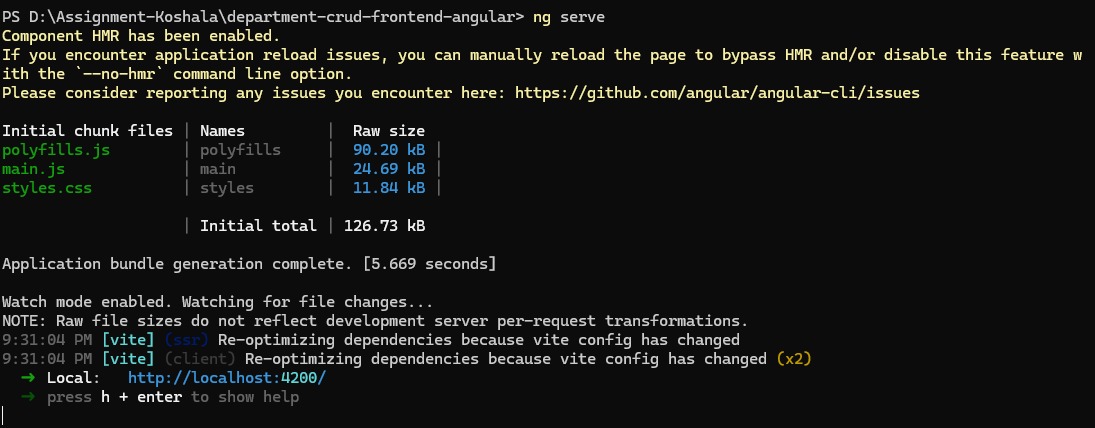 PS D:\Assignment-Koshala\department-crud-frontend-angular> ng serve
Component HMR has been enabled.
If you encounter application reload issues, you can manually reload the page to bypass HMR and/or disable this feature w
ith the `--no-hmr` command line option.
Please consider reporting any issues you encounter here: https://github.com/angular/angular-cli/issues
Initial chunk files | Names | Raw size
polyfills.js | polyfills | 90.20 kB |
main.js | main | 24.69 kB |
styles.css | styles | 11.84 kB |
| Initial total | 126.73 kB
Application bundle generation complete. [5.669 seconds]
Watch mode enabled. Watching for file changes...
NOTE: Raw file sizes do not reflect development server per-request transformations.
9:31:04 PM [vite] (ssr) Re-optimizing dependencies because vite config has changed
9:31:04 PM [vite] (client) Re-optimizing dependencies because vite config has changed (x2)
➜ Local: http://localhost:4200/
➜ press h + enter to show help